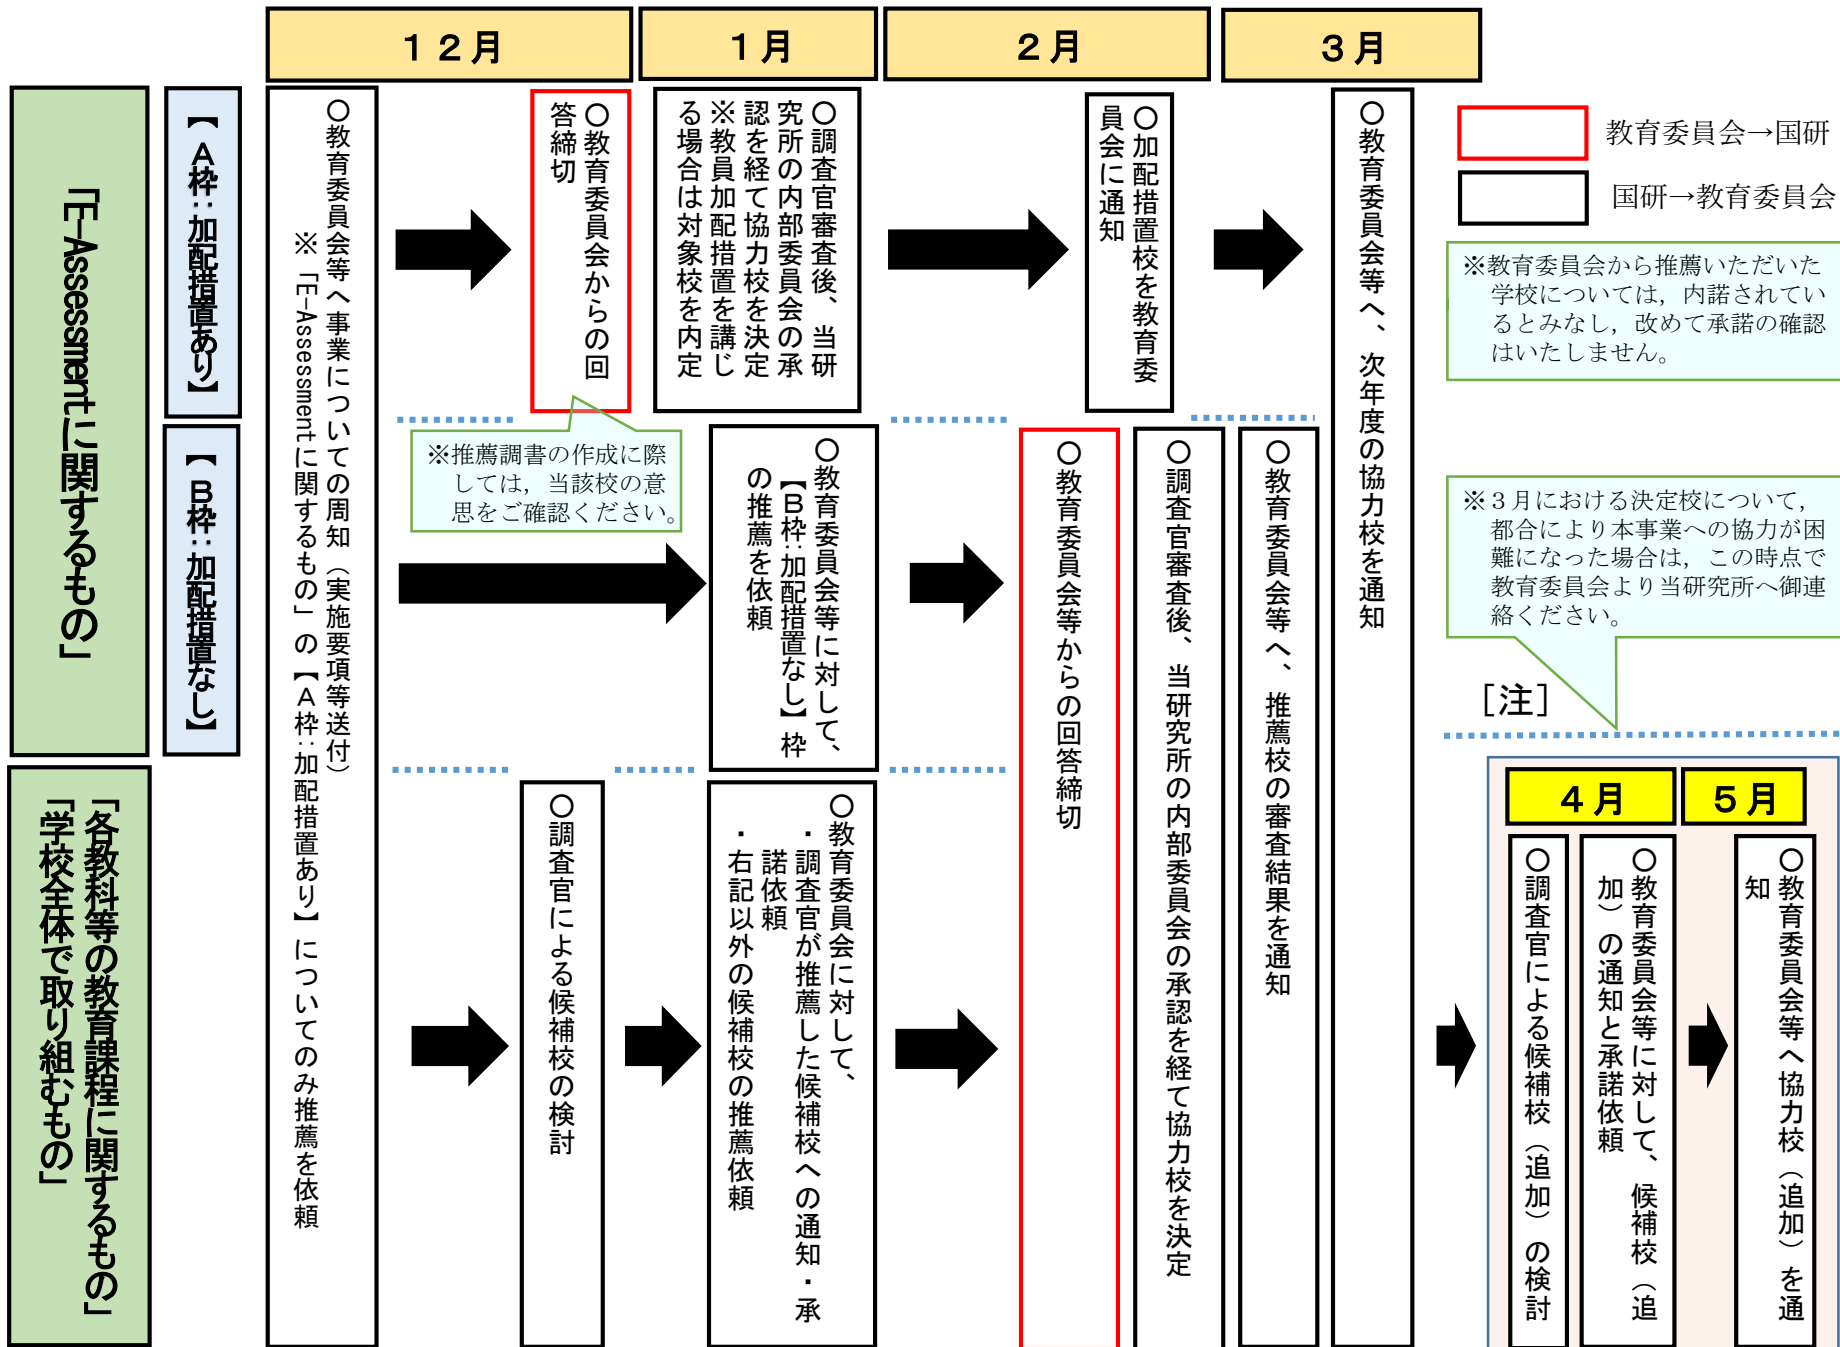 １２月
１月
２月
３月
「E-Assessmentに関するもの」
【Ａ枠：加配措置あり】
【Ｂ枠：加配措置なし】
「各教科等の教育課程に関するもの」
「学校全体で取り組むもの」
○教育委員会等へ事業についての周知（実施要項等送付）
※「E-Assessmentに関するもの」の【Ａ枠：加配措置あり】についてのみ推薦を依頼
○教育委員会からの回
答締切
※推薦調書の作成に際
しては，当該校の意
思をご確認ください。
○調査官審査後、当研
究所の内部委員会の承
認を経て協力校を決定
※教員加配措置を講じ
る場合は対象校を内定
○加配措置校を教育委
員会に通知
○教育委員会等に対して、
【Ｂ枠：加配措置なし】枠
の推薦を依頼
○調査官による候補校の検討
○教育委員会に対して、
・調査官が推薦した候補校への通知・承
諾依頼
・右記以外の候補校の推薦依頼
○教育委員会等からの回答締切
○調査官審査後、当研究所の内部委員会の承認を経て協力校を決定
○教育委員会等へ、推薦校の審査結果を通知
○教育委員会等へ、次年度の協力校を通知
教育委員会→国研
国研→教育委員会
※教育委員会から推薦いただいた
学校については，内諾されてい
るとみなし，改めて承諾の確認
はいたしません。
※３月における決定校について，
都合により本事業への協力が困
難になった場合は，この時点で
教育委員会より当研究所へ御連
絡ください。
［注］
４月
５月
○調査官による候補校（追加）の検討
○教育委員会等に対して、候補校（追
加）の通知と承諾依頼
○教育委員会等へ協力校（追加）を通
知